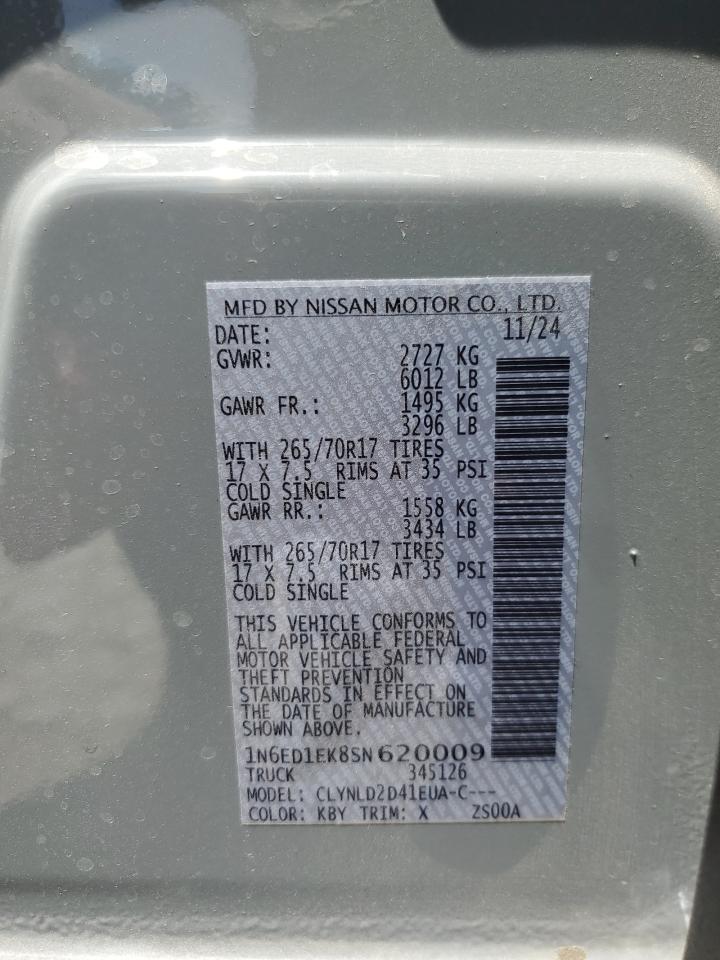 MFD BY NISSAN MOTOR CO., LTD.
DATE: 11/24
GVWR: 2727 KG
6012 LB
GAWR FR.: 1495 KG
3296 LB
WITH 265/70R17 TIRES
17 X 7.5 RIMS AT 35 PSI
COLD SINGLE
GAWR RR.: 1558 KG
3434 LB
WITH 265/70R17 TIRES
17 X 7.5 RIMS AT 35 PSI
COLD SINGLE
THIS VEHICLE CONFORMS TO
ALL APPLICABLE FEDERAL
MOTOR VEHICLE SAFETY AND
THEFT PREVENTION
STANDARDS IN EFFECT ON
THE DATE OF MANUFACTURE
SHOWN ABOVE.
1N6ED1EK8SN620009
TRUCK 345126
MODEL: CLYNLD2D41EUA-C---
COLOR: KBY TRIM: X ZS00A